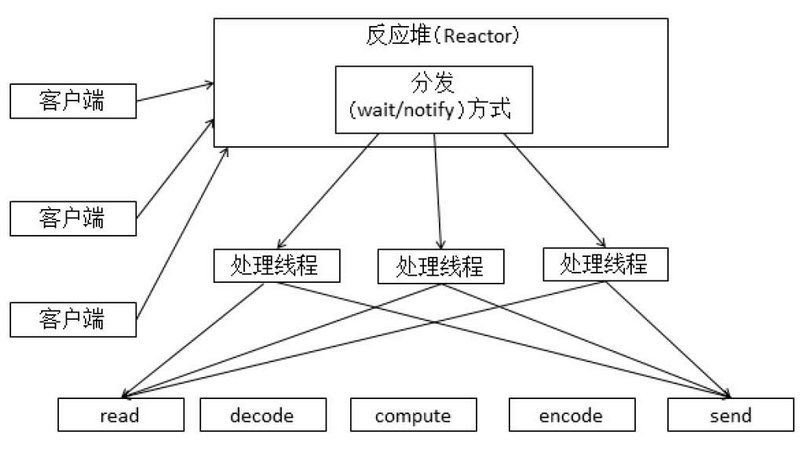 反应堆(Reactor)
分发
(wait/notify)方式
客户端
客户端
客户端
处理线程
处理线程
处理线程
read
decode
compute
encode
send